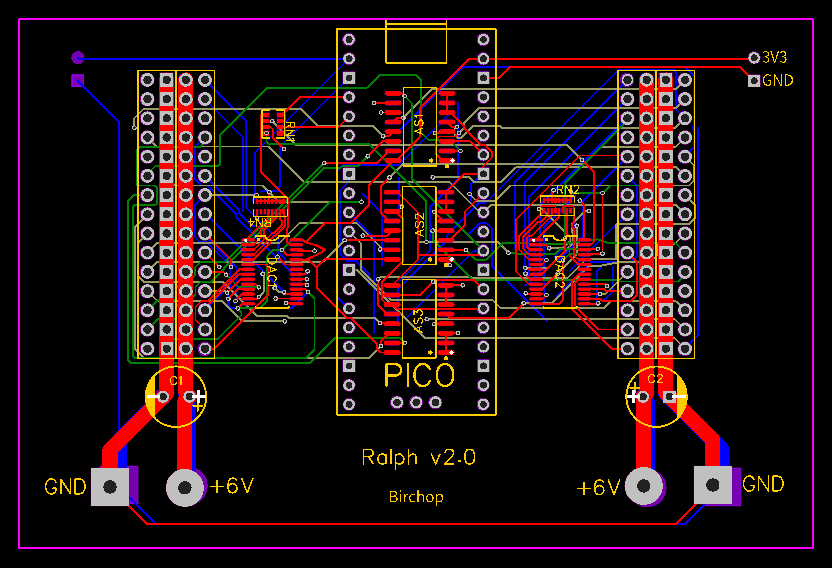 3V3
GND
RN1
AS1
RN2
RN4
AS2
DAC1
DAC2
AS3
PICO
C1
C2
Ralph v2.0
GND
+6V
+6V
GND
Birchop